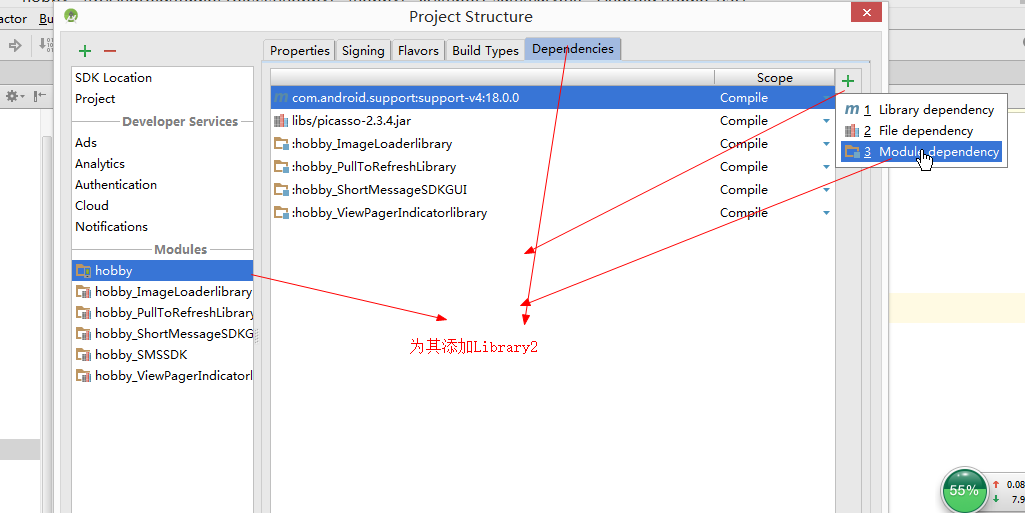 Project Structure
actor
Bu
Properties
Signing
Flavors
Build Types
Dependencies
SDK Location
Project
Developer Services
Ads
Analytics
Authentication
Cloud
Notifications
Modules
hobby
hobby_ImageLoaderlibrary
hobby_PullToRefreshLibrary
hobby_ShortMessageSDKG
hobby_SMSSDK
hobby_ViewPagerIndicatorl
Scope
m com.android.support:support-v4:18.0.0 Compile
libs/picasso-2.3.4.jar Compile
:hobby_ImageLoaderlibrary Compile
:hobby_PullToRefreshLibrary Compile
:hobby_ShortMessageSDKGUI Compile
:hobby_ViewPagerIndicatorlibrary Compile
m 1 Library dependency
2 File dependency
3 Module dependency
为其添加Library2
55%
0.08
7.9